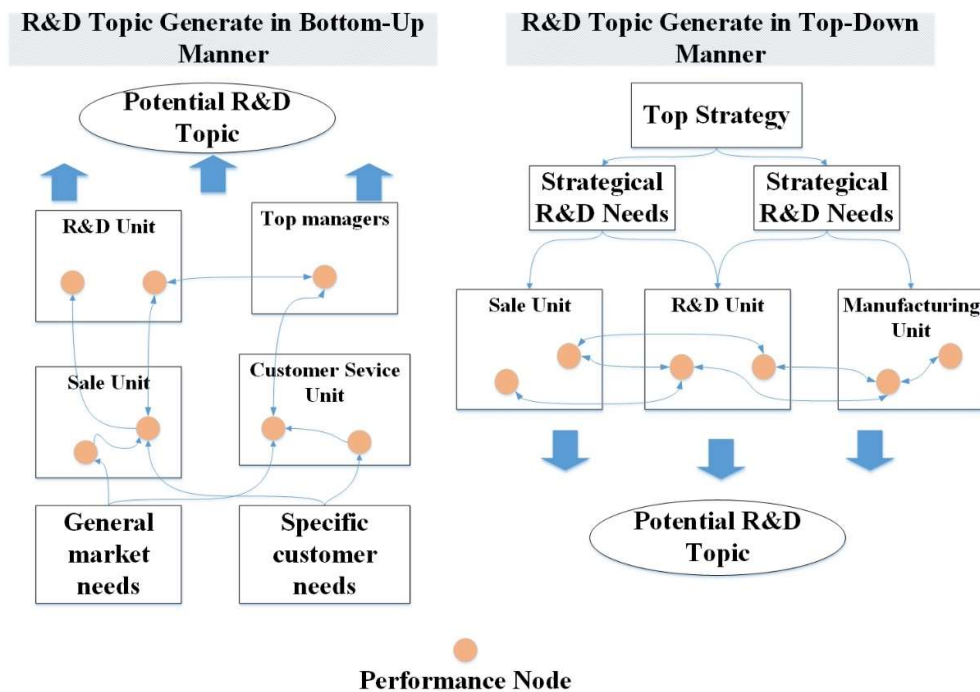 R&D Topic Generate in Bottom-Up
Manner
Potential R&D
Topic
R&D Unit
Top managers
Sale Unit
Customer Sevice
Unit
General
market
needs
Specific
customer
needs
R&D Topic Generate in Top-Down
Manner
Top Strategy
Strategical
R&D Needs
Strategical
R&D Needs
Sale Unit
R&D Unit
Manufacturing
Unit
Potential R&D
Topic
Performance Node